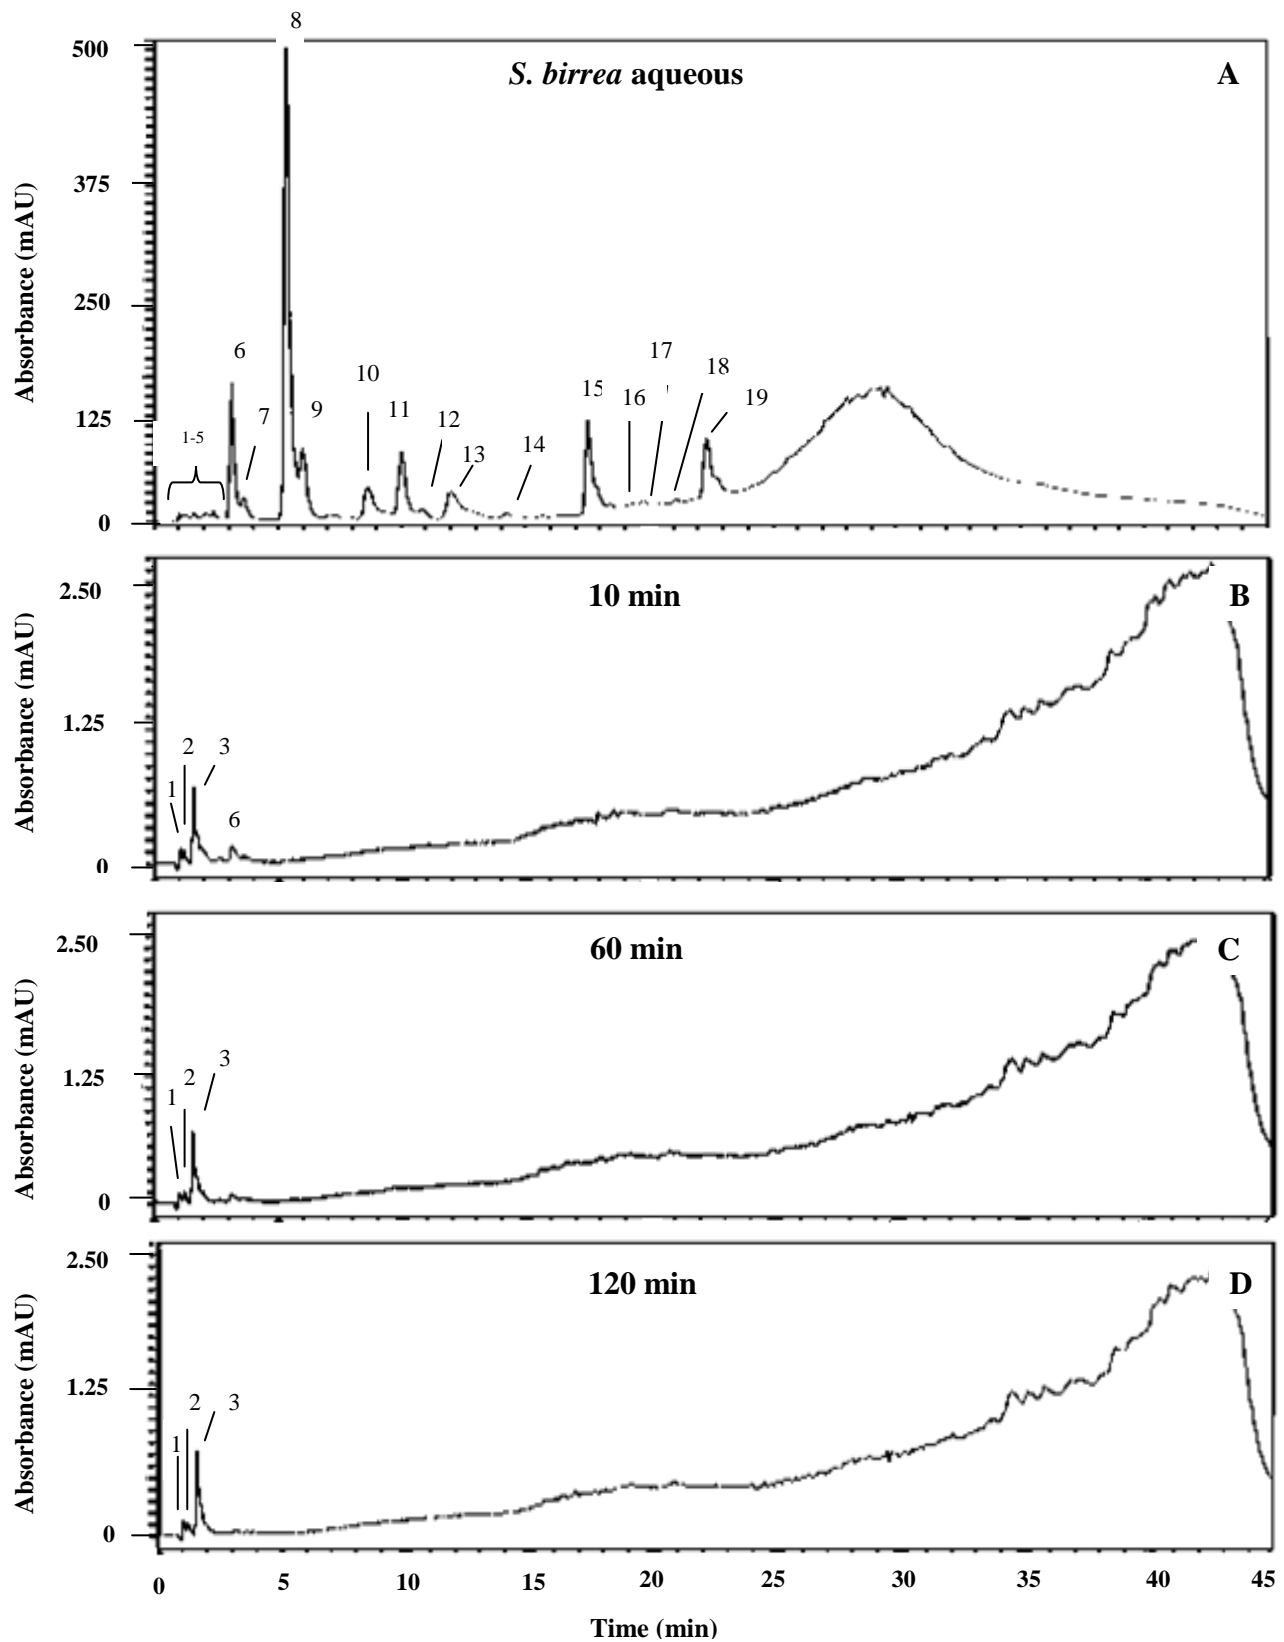 8
500
S. birrea aqueous
A
375
Absorbance (mAU)
250
6
17
18
10
15
16
19
125
7
9
11
12
1-5
13
14
0
2.50
10 min
B
Absorbance (mAU)
1.25
2
3
1
6
0
2.50
60 min
C
Absorbance (mAU)
1.25
3
2
1
0
2.50
120 min
D
Absorbance (mAU)
1.25
2
3
1
0
0 5 10 15 20 25 30 35 40 45
Time (min)